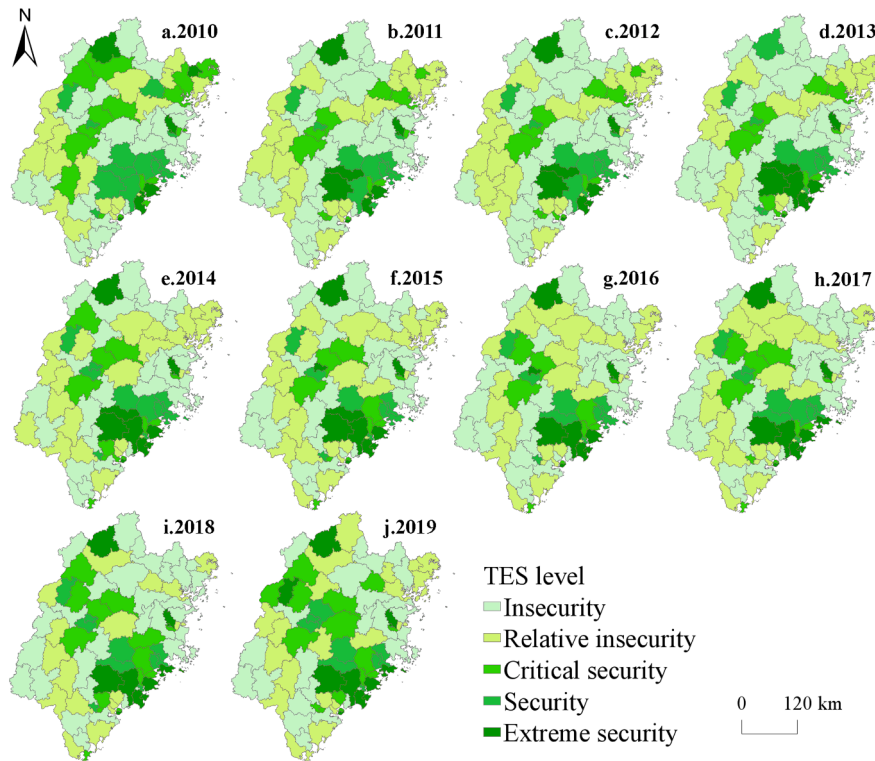 N
a.2010
b.2011
c.2012
d.2013
e.2014
f.2015
g.2016
h.2017
i.2018
j.2019
TES level
Insecurity
Relative insecurity
Critical security
Security
Extreme security
0 120 km